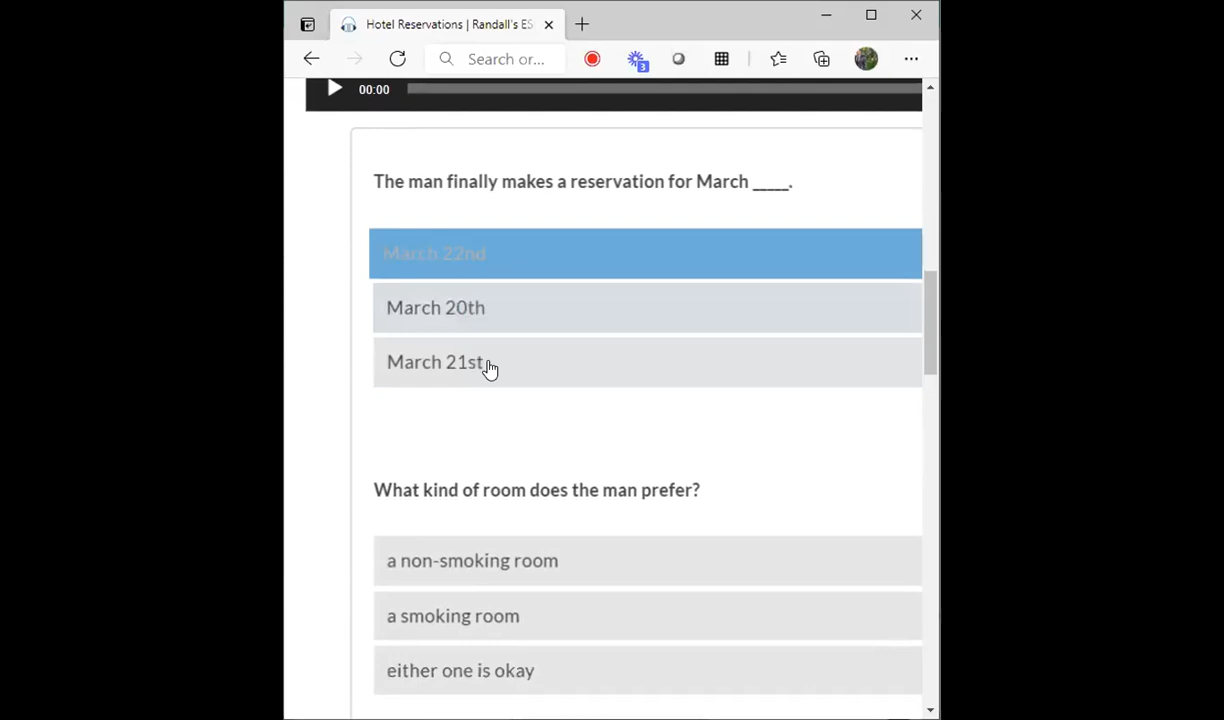 Hotel Reservations | Randall's ES
Search or...
3
00:00
The man finally makes a reservation for March _____.
March 22nd
March 20th
March 21st
What kind of room does the man prefer?
a non-smoking room
a smoking room
either one is okay